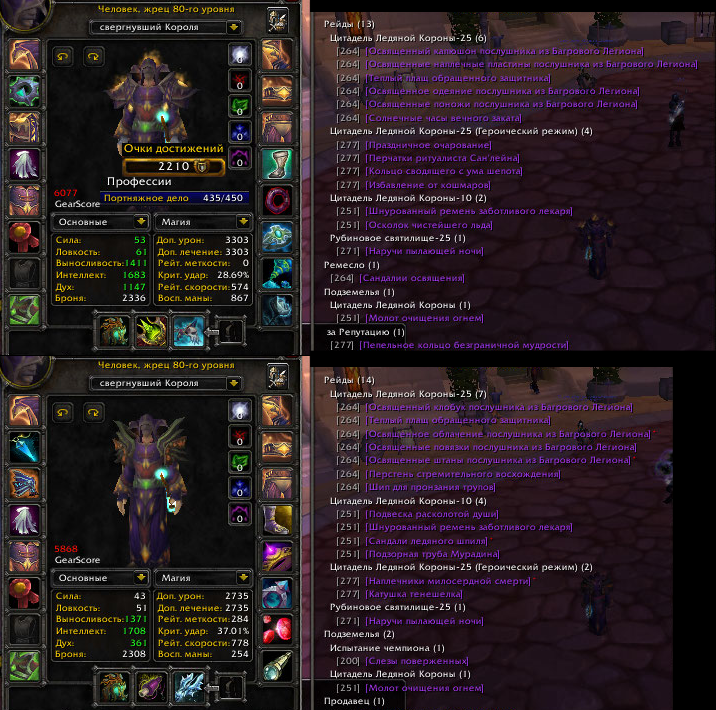 Человек, жрец 80-го уровня
свергнувший Короля
0
0
0
0
0
Очки достижений
2210
Профессии
Портняжное дело 435/450
6077
GearScore
Основные
Магия
Сила: 53
Ловкость: 61
Выносливость: 1411
Интеллект: 1683
Дух: 1147
Броня: 2336
Доп. урон: 3303
Доп. лечение: 3303
Рейт. меткости: 0
Крит. удар: 28.69%
Рейт. скорости: 574
Восп. маны: 867
Рейды (13)
Цитадель Ледяной Короны-25 (6)
[264] [Освященный капюшон послушника из Багрового Легиона]
[264] [Освященные наплечные пластины послушника из Багрового Легиона]
[264] [Теплый плащ обращенного защитника]
[264] [Освященное одеяние послушника из Багрового Легиона]
[264] [Освященные поножи послушника из Багрового Легиона]
[264] [Солнечные часы вечного заката]
Цитадель Ледяной Короны-25 (Героический режим) (4)
[277] [Праздничное очарование]
[277] [Перчатки ритуалиста Сан'лейна]
[277] [Кольцо сводящего с ума шепота]
[277] [Избавление от кошмаров]
Цитадель Ледяной Короны-10 (2)
[251] [Шнурованный ремень заботливого лекаря]
[251] [Осколок чистейшего льда]
Рубиновое святилище-25 (1)
[271] [Наручи пылающей ночи]
Ремесло (1)
[264] [Сандалии освящения]
Подземелья (1)
Цитадель Ледяной Короны (1)
[251] [Молот очищения огнем]
за Репутацию (1)
[277] [Пепельное кольцо безграничной мудрости]
Человек, жрец 80-го уровня
свергнувший Короля
0
0
0
0
0
5868
GearScore
Основные
Магия
Сила: 43
Ловкость: 51
Выносливость: 1371
Интеллект: 1708
Дух: 361
Броня: 2308
Доп. урон: 2735
Доп. лечение: 2735
Рейт. меткости: 284
Крит. удар: 37.01%
Рейт. скорости: 778
Восп. маны: 254
Рейды (14)
Цитадель Ледяной Короны-25 (7)
[264] [Освященный клобук послушника из Багрового Легиона]
[264] [Теплый плащ обращенного защитника]
[264] [Освященное облачение послушника из Багрового Легиона]
[264] [Освященные повязки послушника из Багрового Легиона]
[264] [Освященные штаны послушника из Багрового Легиона]
[264] [Перстень стремительного восхождения]
[264] [Шип для пронзания трупов]
Цитадель Ледяной Короны-10 (4)
[251] [Подвеска расколотой души]
[251] [Шнурованный ремень заботливого лекаря]
[251] [Сандали ледяного шпиля]
[251] [Подзорная труба Мурадина]
Цитадель Ледяной Короны-25 (Героический режим) (2)
[277] [Наплечники милосердной смерти]
[277] [Катушка тенешелка]
Рубиновое святилище-25 (1)
[271] [Наручи пылающей ночи]
Подземелья (2)
Испытание чемпиона (1)
[200] [Слезы поверженных]
Цитадель Ледяной Короны (1)
[251] [Молот очищения огнем]
Продавец (1)